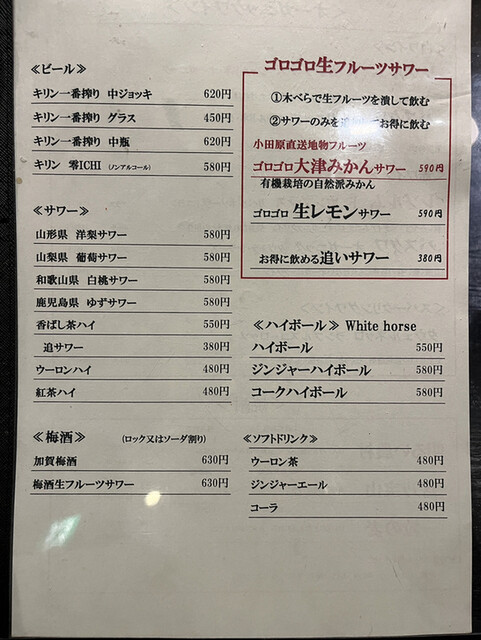 ≪ビール≫
キリン一番搾り 中ジョッキ 620円
キリン一番搾り グラス 450円
キリン一番搾り 中瓶 620円
キリン 零ICHI (ノンアルコール) 580円
≪サワー≫
山形県 洋梨サワー 580円
山梨県 葡萄サワー 580円
和歌山県 白桃サワー 580円
鹿児島県 ゆずサワー 580円
香ばし茶ハイ 550円
追サワー 380円
ウーロンハイ 480円
紅茶ハイ 480円
≪梅酒≫ (ロック又はソーダ割り)
加賀梅酒 630円
梅酒生フルーツサワー 630円
ゴロゴロ生フルーツサワー
①木べらで生フルーツを潰して飲む
②サワーのみを てお得に飲む
小田原直送地物フルーツ
ゴロゴロ大津みかんサワー 590円
有機栽培の自然派みかん
ゴロゴロ 生レモンサワー 590円
お得に飲める追いサワー 380円
≪ハイボール≫ White horse
ハイボール 550円
ジンジャーハイボール 580円
コークハイボール 580円
≪ソフトドリンク≫
ウーロン茶 480円
ジンジャーエール 480円
コーラ 480円